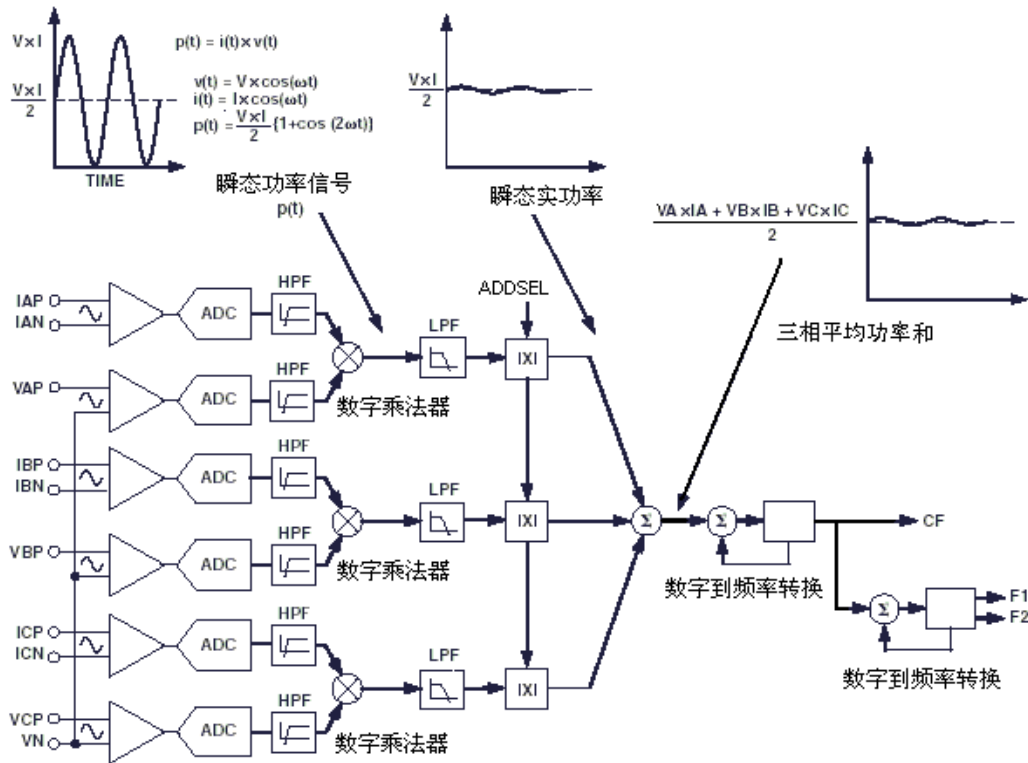 V×I
V×I
2
TIME
p(t) = i(t)×v(t)
v(t) = V×cos(ωt)
i(t) = I×cos(ωt)
p(t) = V×I/2 {1+cos (2ωt)}
V×I
2
瞬态功率信号
p(t)
瞬态实功率
VA×IA + VB×IB + VC×IC
2
三相平均功率和
ADDSEL
IAP
IAN
ADC
HPF
LPF
|X|
VAP
ADC
HPF
数字乘法器
IBP
IBN
ADC
HPF
LPF
|X|
Σ
Σ
CF
VBP
ADC
HPF
数字乘法器
数字到频率转换
Σ
F1
F2
数字到频率转换
ICP
ICN
ADC
HPF
LPF
|X|
VCP
VN
ADC
HPF
数字乘法器